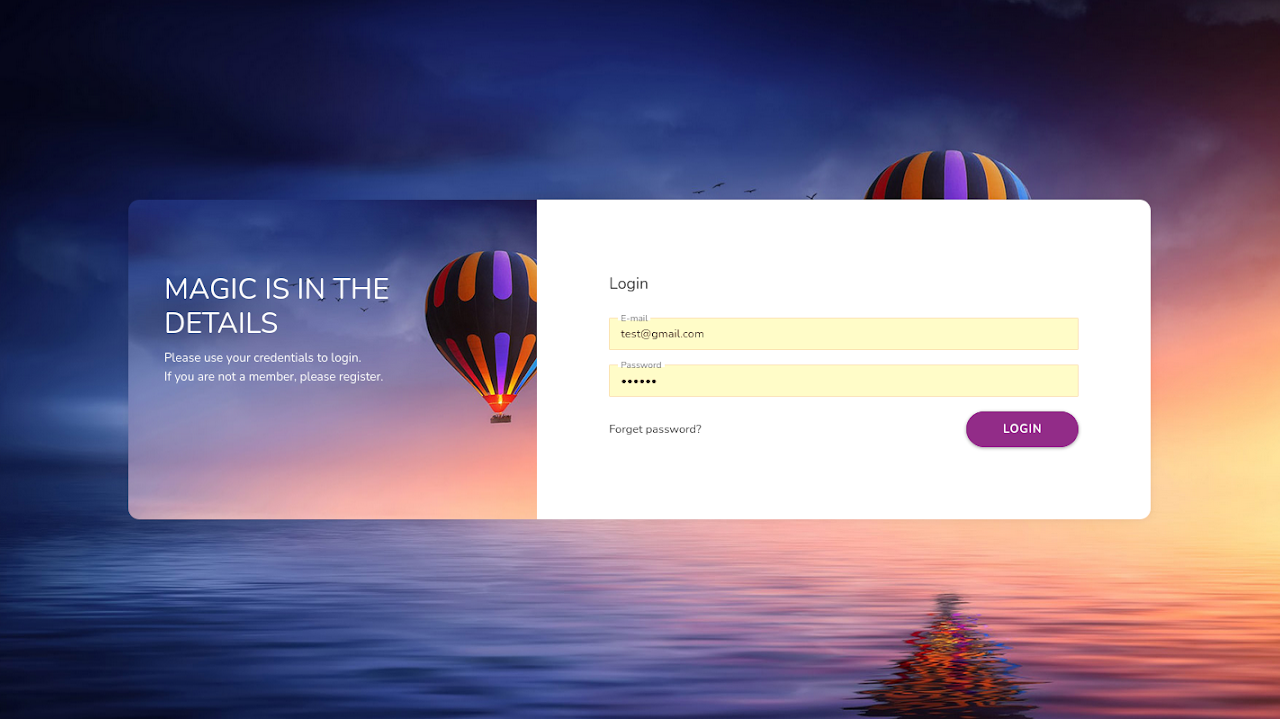 MAGIC IS IN THE
DETAILS
Please use your credentials to login.
If you are not a member, please register.
Login
E-mail
test@gmail.com
Password
••••••
Forget password?
LOGIN